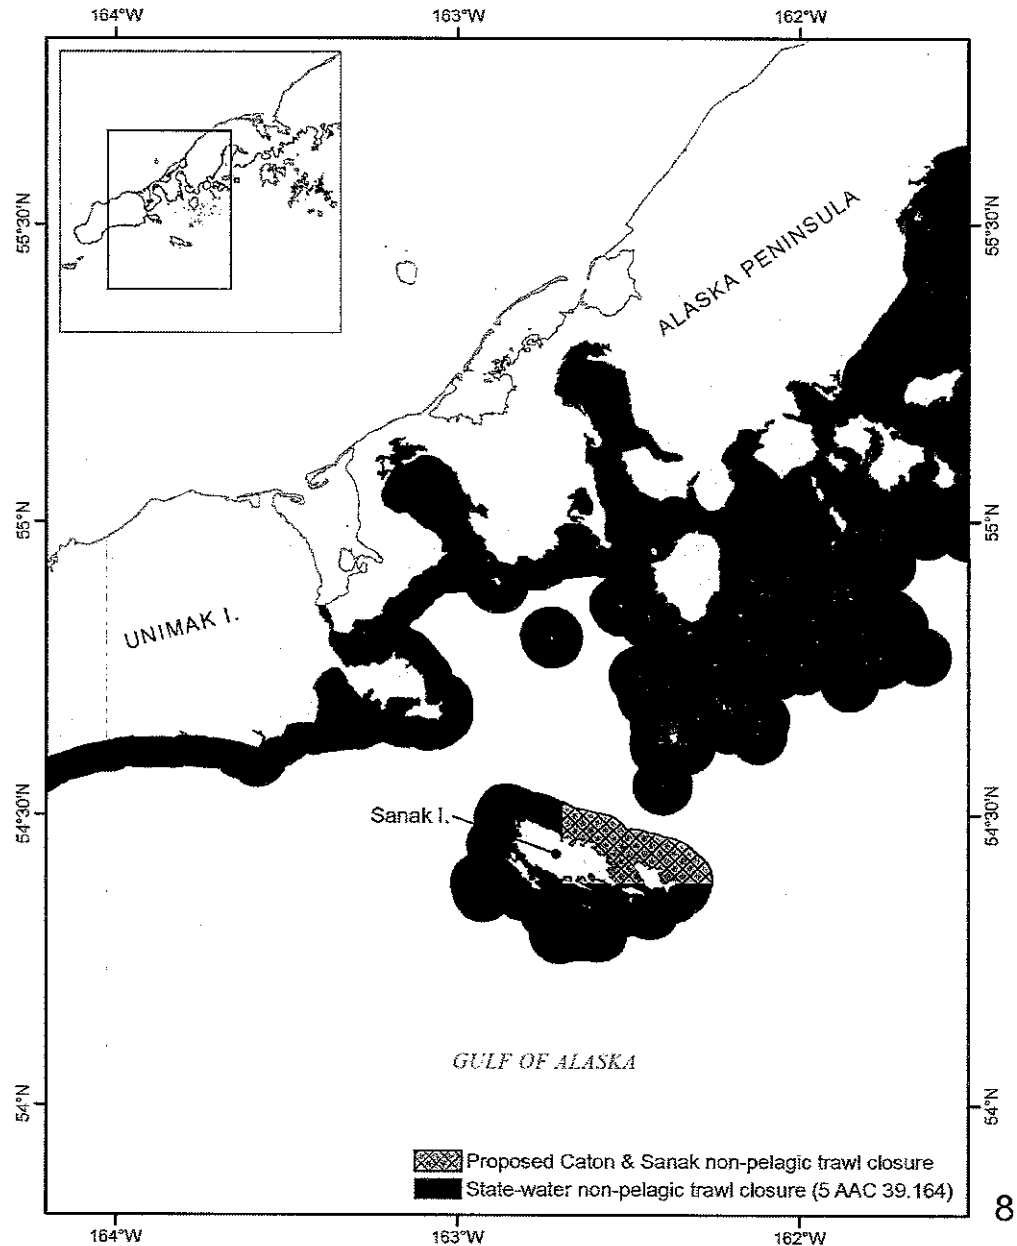 164°W 163°W 162°W
55°30'N 55°30'N
ALASKA PENINSULA
55°N 55°N
UNIMAK I.
54°30'N 54°30'N
Sanak I.
GULF OF ALASKA
54°N 54°N
Proposed Caton & Sanak non-pelagic trawl closure
State-water non-pelagic trawl closure (5 AAC 39.164)
8
164°W 163°W 162°W